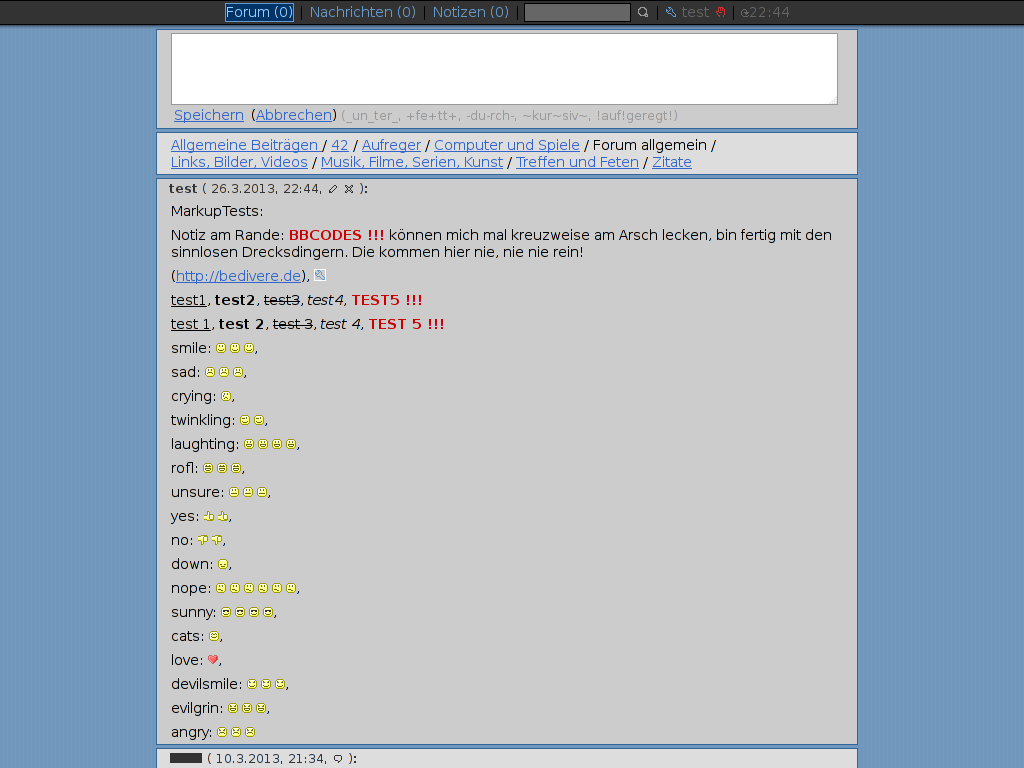 Forum (0) | Nachrichten (0) | Notizen (0) | | test | 22:44
Speichern (Abbrechen) (_un_ter_, +fe+tt+, -du-rch-, ~kur~siv~, !auf!geregt!)
Allgemeine Beiträgen / 42 / Aufreger / Computer und Spiele / Forum allgemein /
Links, Bilder, Videos / Musik, Filme, Serien, Kunst / Treffen und Feten / Zitate
test ( 26.3.2013, 22:44, ):
MarkupTests:
Notiz am Rande: BBCODES !!! können mich mal kreuzweise am Arsch lecken, bin fertig mit den
sinnlosen Drecksdingern. Die kommen hier nie, nie nie rein!
(http://bedivere.de),
test1, test2, test3, test4, TEST5 !!!
test 1, test 2, test 3, test 4, TEST 5 !!!
smile: ,
sad: ,
crying: ,
twinkling: ,
laughting: ,
rofl: ,
unsure: ,
yes: ,
no: ,
down: ,
nope: ,
sunny: ,
cats: ,
love: ,
devilsmile: ,
evilgrin: ,
angry:
( 10.3.2013, 21:34, ):